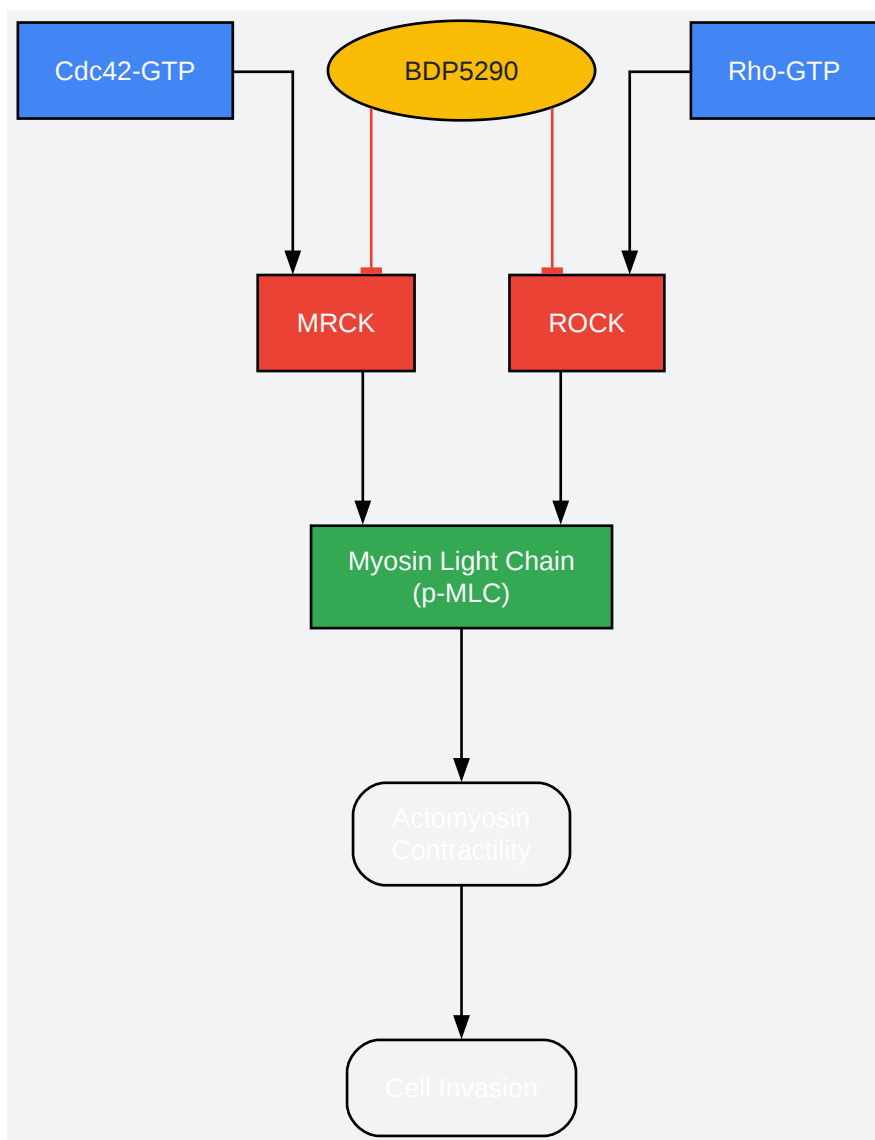 Cdc42-GTP
BDP5290
Rho-GTP
MRCK
ROCK
Myosin Light Chain
(p-MLC)
Actomyosin
Contractility
Cell Invasion